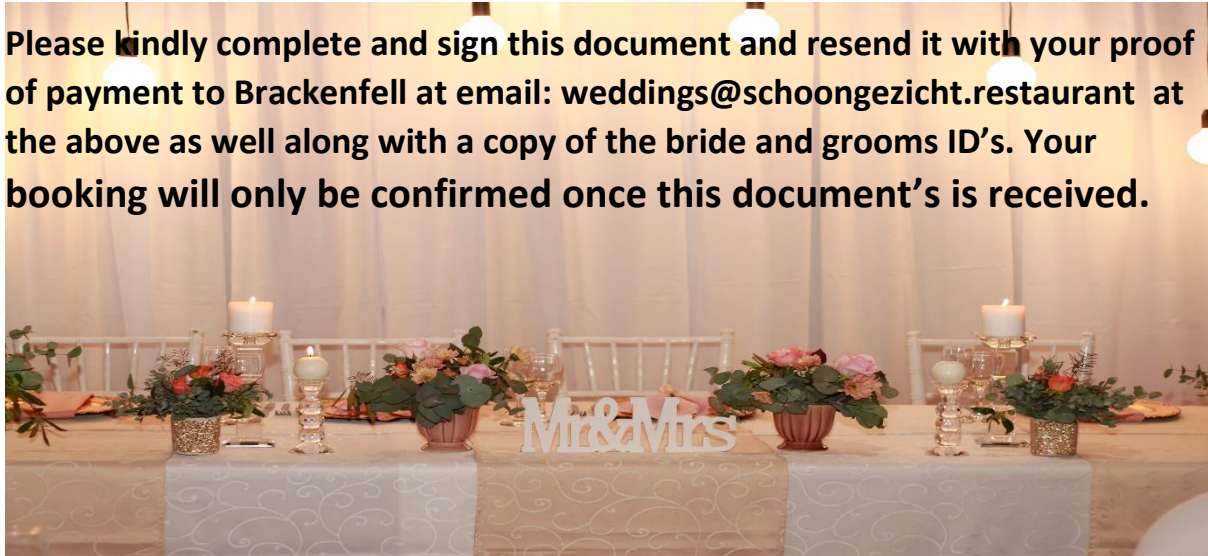 Please kindly complete and sign this document and resend it with your proof
of payment to Brackenfell at email: weddings@schoongezicht.restaurant at
the above as well along with a copy of the bride and grooms ID’s. Your
booking will only be confirmed once this document’s is received.
Mr&Mrs